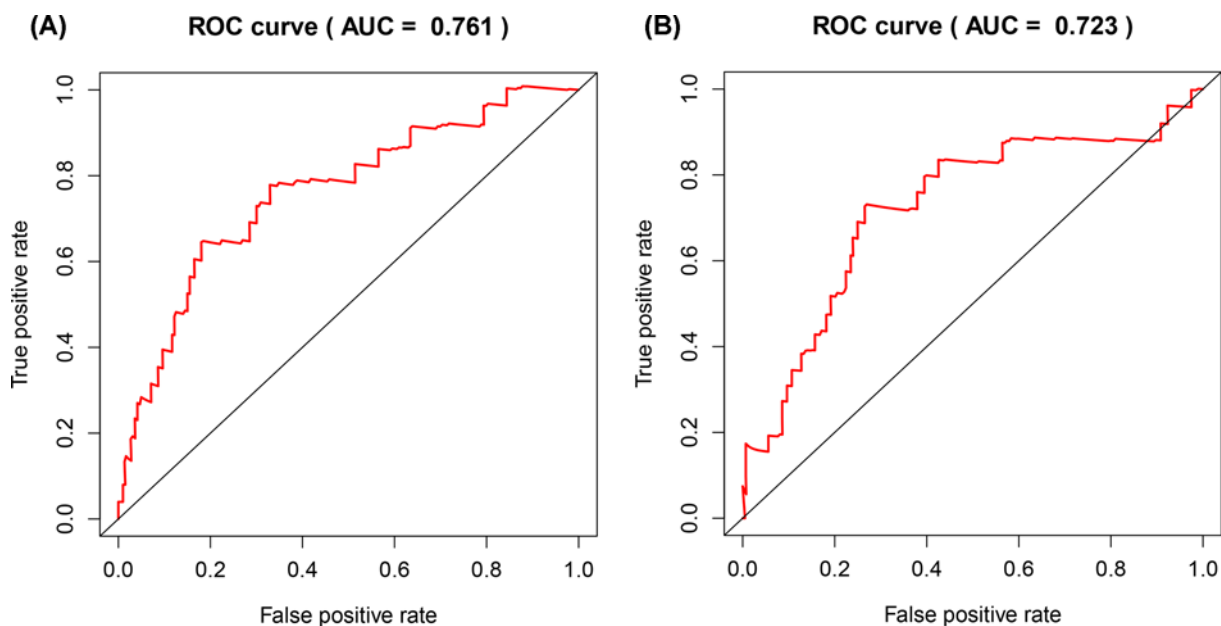 (A) ROC curve ( AUC = 0.761 )
True positive rate
1.0
0.8
0.6
0.4
0.2
0.0
0.0 0.2 0.4 0.6 0.8 1.0
False positive rate
(B) ROC curve ( AUC = 0.723 )
True positive rate
1.0
0.8
0.6
0.4
0.2
0.0
0.0 0.2 0.4 0.6 0.8 1.0
False positive rate